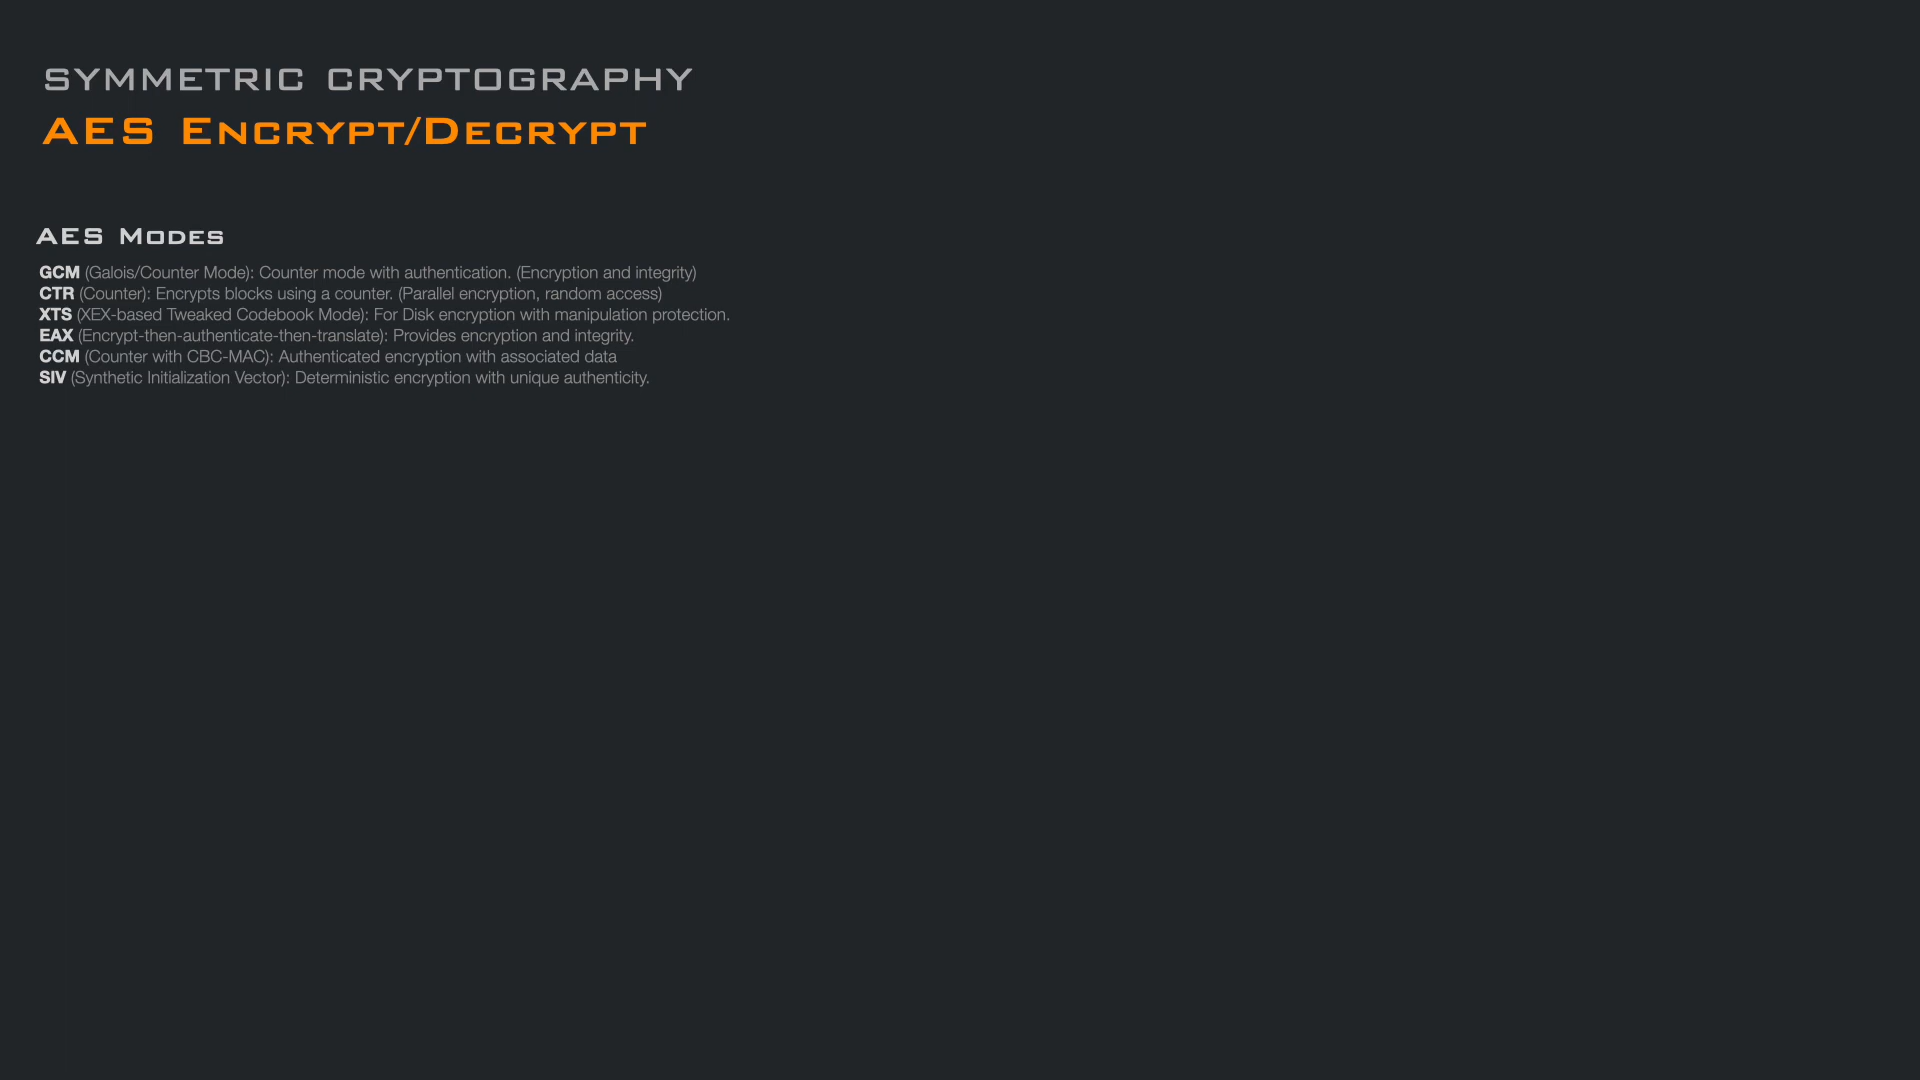 SYMMETRIC CRYPTOGRAPHY
AES Encrypt/Decrypt
AES Modes
GCM (Galois/Counter Mode): Counter mode with authentication. (Encryption and integrity)
CTR (Counter): Encrypts blocks using a counter. (Parallel encryption, random access)
XTS (XEX-based Tweaked Codebook Mode): For Disk encryption with manipulation protection.
EAX (Encrypt-then-authenticate-then-translate): Provides encryption and integrity.
CCM (Counter with CBC-MAC): Authenticated encryption with associated data
SIV (Synthetic Initialization Vector): Deterministic encryption with unique authenticity.